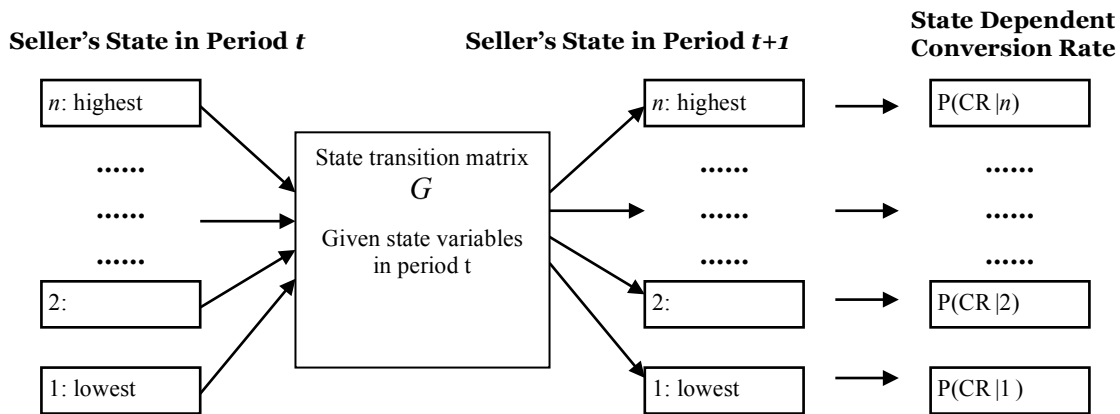 Seller's State in Period t
Seller's State in Period t+1
State Dependent
Conversion Rate
n: highest
n: highest
P(CR |n)
State transition matrix
G
Given state variables
in period t
......
......
......
......
......
......
......
......
......
2:
2:
P(CR |2)
1: lowest
1: lowest
P(CR |1 )